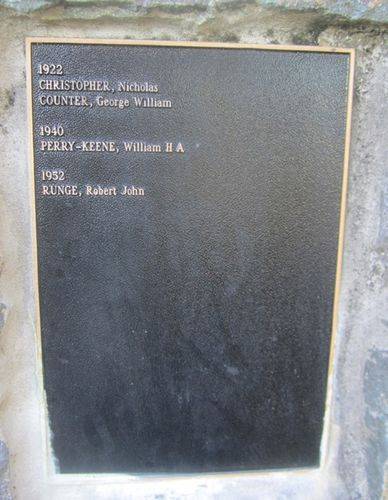 1922
CHRISTOPHER, Nicholas
COUNTER, George William
1940
PERRY-KEENE, William H A
1952
RUNGE, Robert John